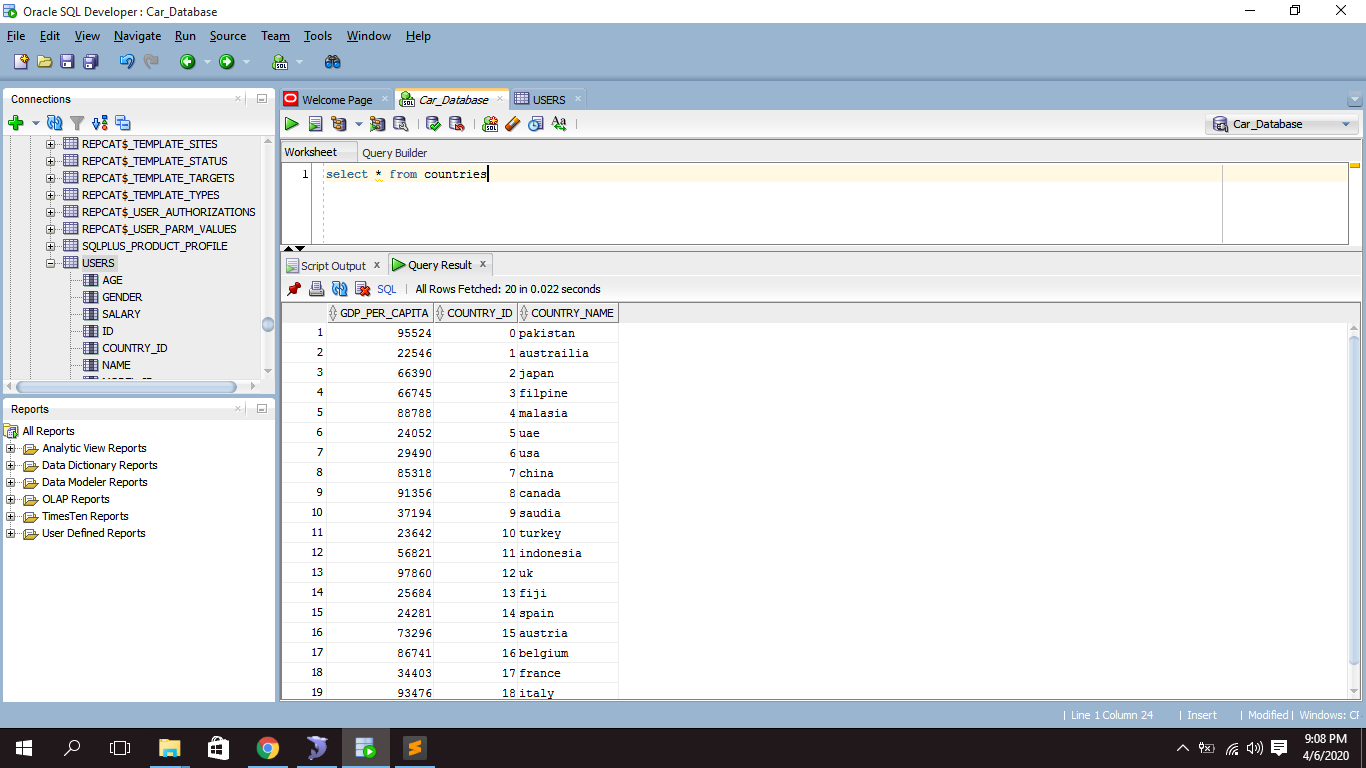 Oracle SQL Developer : Car_Database
File Edit View Navigate Run Source Team Tools Window Help
Connections
REPCAT$_TEMPLATE_SITES
REPCAT$_TEMPLATE_STATUS
REPCAT$_TEMPLATE_TARGETS
REPCAT$_TEMPLATE_TYPES
REPCAT$_USER_AUTHORIZATIONS
REPCAT$_USER_PARM_VALUES
SQLPLUS_PRODUCT_PROFILE
USERS
AGE
GENDER
SALARY
ID
COUNTRY_ID
NAME
Reports
All Reports
Analytic View Reports
Data Dictionary Reports
Data Modeler Reports
OLAP Reports
TimesTen Reports
User Defined Reports
Welcome Page Car_Database USERS
Car_Database
Worksheet Query Builder
1 select * from countries
Script Output x Query Result x
SQL | All Rows Fetched: 20 in 0.022 seconds
GDP_PER_CAPITA COUNTRY_ID COUNTRY_NAME
1 95524 0 pakistan
2 22546 1 austrailia
3 66390 2 japan
4 66745 3 filpine
5 88788 4 malasia
6 24052 5 uae
7 29490 6 usa
8 85318 7 china
9 91356 8 canada
10 37194 9 saudia
11 23642 10 turkey
12 56821 11 indonesia
13 97860 12 uk
14 25684 13 fiji
15 24281 14 spain
16 73296 15 austria
17 86741 16 belgium
18 34403 17 france
19 93476 18 italy
| Line 1 Column 24 | Insert | Modified | Windows: CR
9:08 PM
4/6/2020